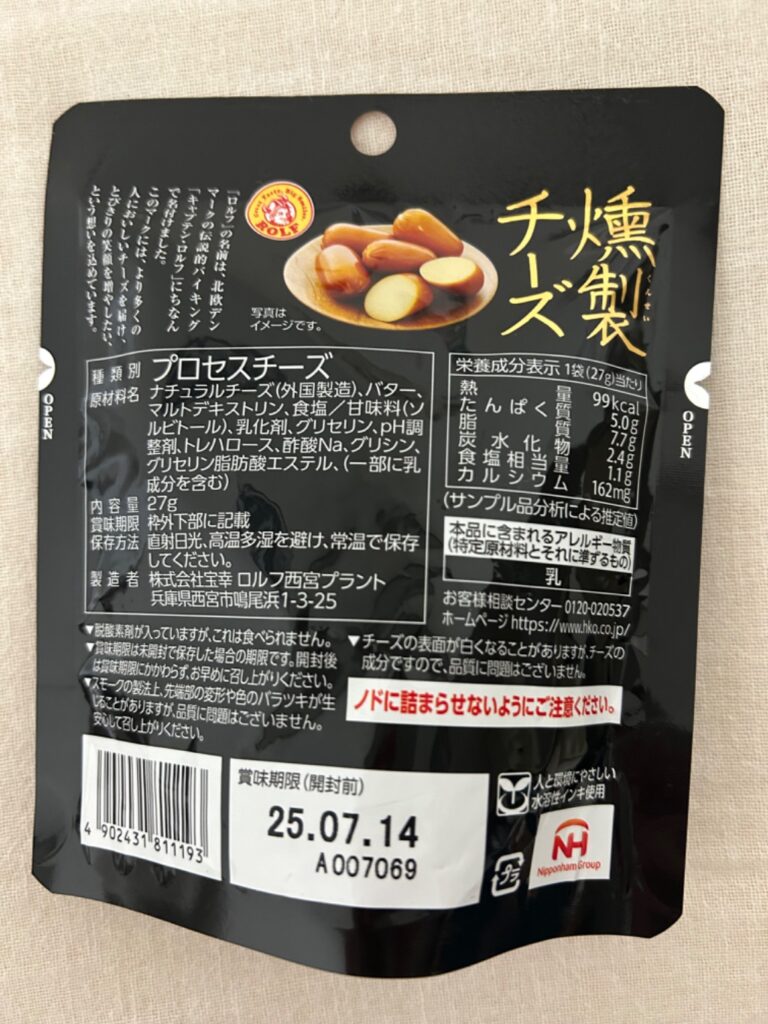 燻製
くんせい
チーズ
Great Taste, Big Smiles
ROLF
「ロルフ」の名前は、北欧デン
マークの伝説的バイキング
「キャプテン・ロルフ」にちなん
で名付けました。
このマークには、より多くの
人においしいチーズを届け、
とびきりの笑顔を増やしたい、
という想いを込めています。
写真は
イメージです。
OPEN
OPEN
種類別 プロセスチーズ
原材料名 ナチュラルチーズ(外国製造)、バター、
マルトデキストリン、食塩/甘味料(ソ
ルビトール)、乳化剤、グリセリン、pH調
整剤、トレハロース、酢酸Na、グリシン、
グリセリン脂肪酸エステル、(一部に乳
成分を含む)
内容量 27g
賞味期限 枠外下部に記載
保存方法 直射日光、高温多湿を避け、常温で保存
してください。
製造者 株式会社宝幸 ロルフ西宮プラント
兵庫県西宮市鳴尾浜1-3-25
栄養成分表示 1袋(27g)当たり
熱量 99kcal
たんぱく質 5.0g
脂質 7.7g
炭水化物 2.4g
食塩相当量 1.1g
カルシウム 162mg
(サンプル品分析による推定値)
本品に含まれるアレルギー物質
(特定原材料とそれに準ずるもの)
乳
お客様相談センター 0120-020537
ホームページ https://www.hko.co.jp/
▼脱酸素剤が入っていますが、これは食べられません。
▼賞味期限は未開封で保存した場合の期限です。開封後
は賞味期限にかかわらず、お早めに召し上がりください。
▼スモークの製法上、先端部の変形や色のバラツキが生
じることがありますが、品質に問題はございません。
安心して召し上がりください。
▼チーズの表面が白くなることがありますが、チーズの
成分ですので、品質に問題はございません。
ノドに詰まらせないようにご注意ください。
4 902431 811193
賞味期限(開封前)
25.07.14
A007069
人と環境にやさしい
水溶性インキ使用
プラ
NH
Nipponham Group